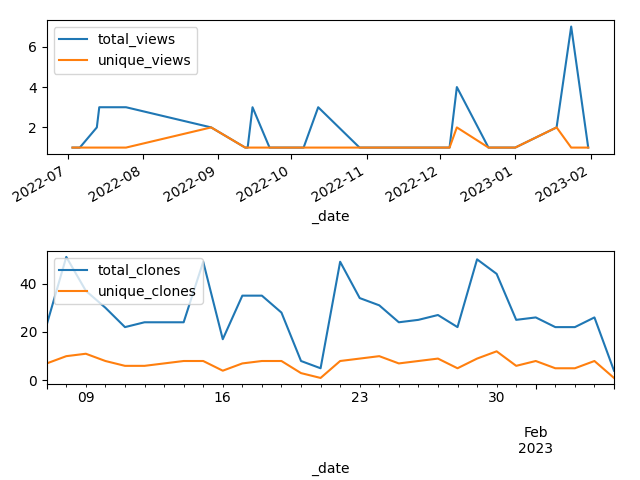 6
4
2
total_views
unique_views
2022-07
2022-08
2022-09
2022-10
2022-11
2022-12
2023-01
2023-02
_date
40
20
0
total_clones
unique_clones
09
16
23
30
Feb
2023
_date